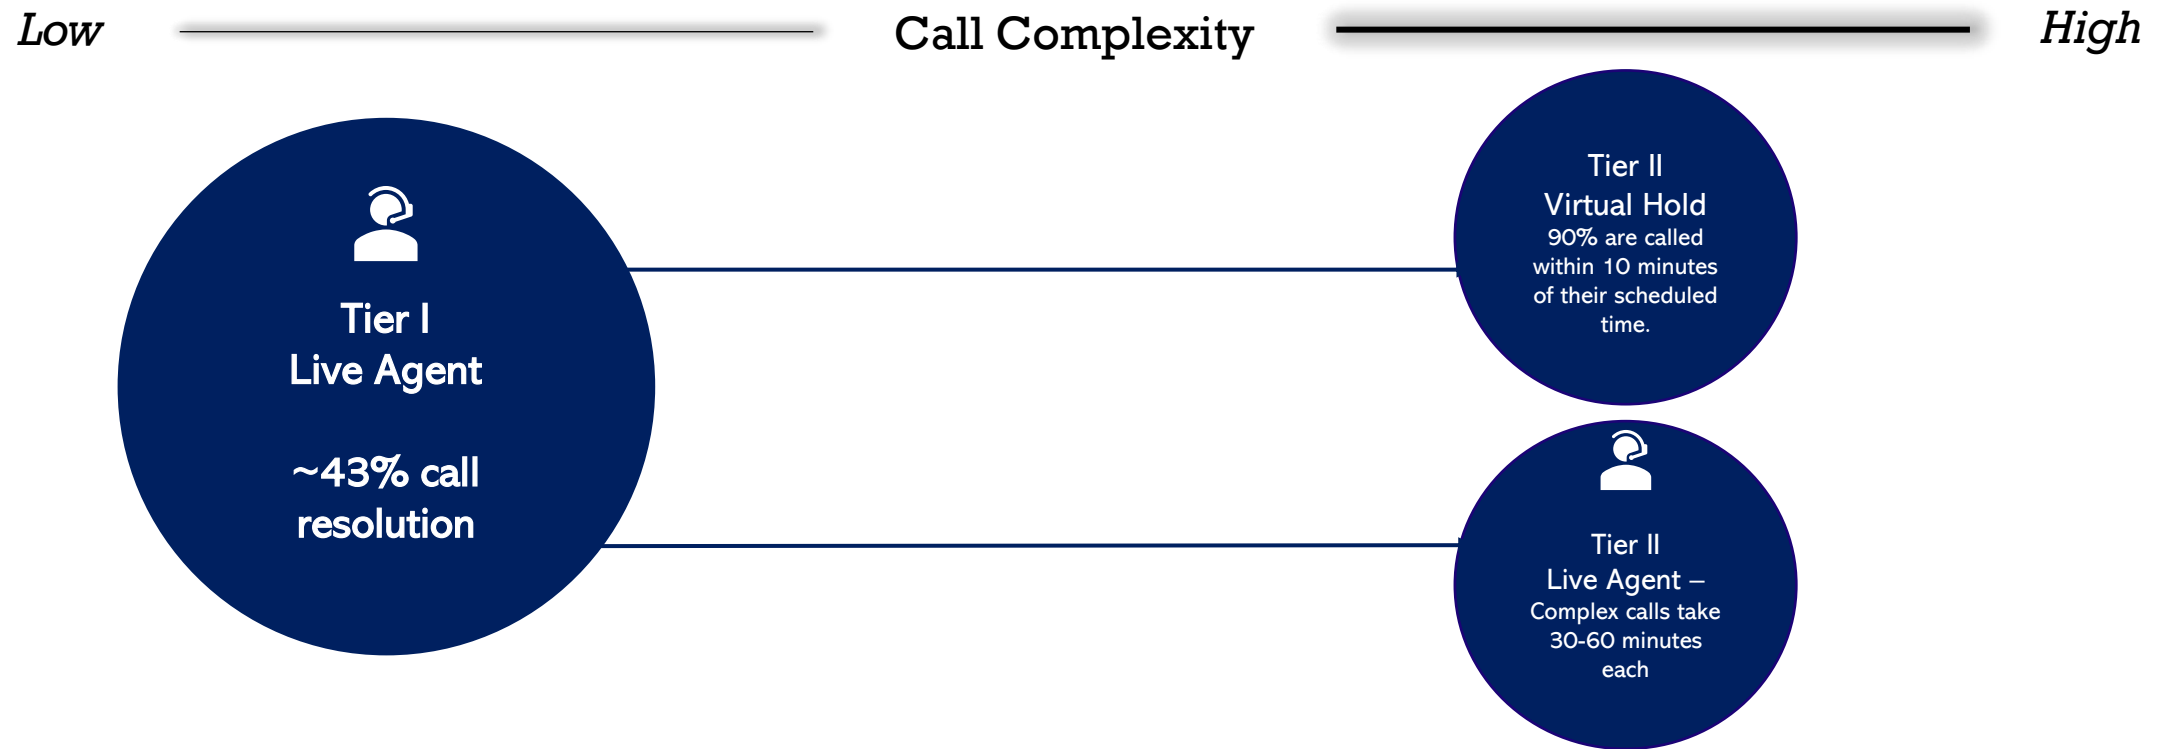 Low
Call Complexity
High
Tier I
Live Agent
~43% call
resolution
Tier II
Virtual Hold
90% are called
within 10 minutes
of their scheduled
time.
Tier II
Live Agent –
Complex calls take
30-60 minutes
each